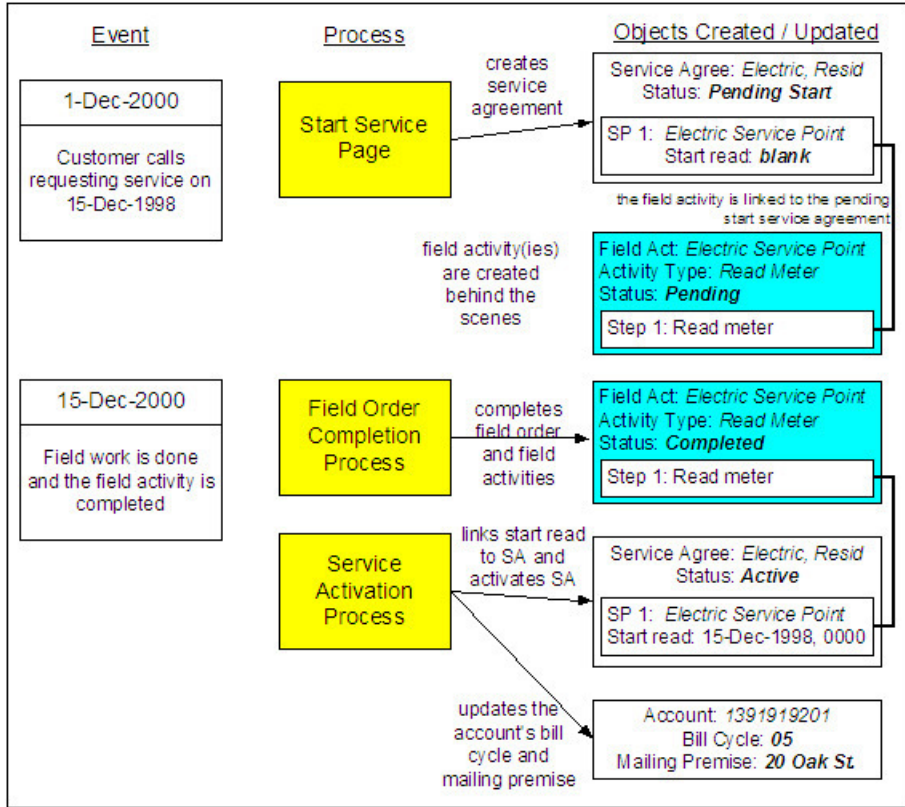 Event
Process
Objects Created / Updated
1-Dec-2000
Customer calls
requesting service on
15-Dec-1998
Start Service
Page
creates
service
agreement
Service Agree: Electric, Resid
Status: Pending Start
SP 1: Electric Service Point
Start read: blank
the field activity is linked to the pending
start service agreement
field activity(ies)
are created
behind the
scenes
Field Act: Electric Service Point
Activity Type: Read Meter
Status: Pending
Step 1: Read meter
15-Dec-2000
Field work is done
and the field activity is
completed
Field Order
Completion
Process
completes
field order
and field
activities
Field Act: Electric Service Point
Activity Type: Read Meter
Status: Completed
Step 1: Read meter
Service
Activation
Process
links start read
to SA and
activates SA
Service Agree: Electric, Resid
Status: Active
SP 1: Electric Service Point
Start read: 15-Dec-1998, 0000
updates the
account's bill
cycle and
mailing premise
Account: 1391919201
Bill Cycle: 05
Mailing Premise: 20 Oak St.